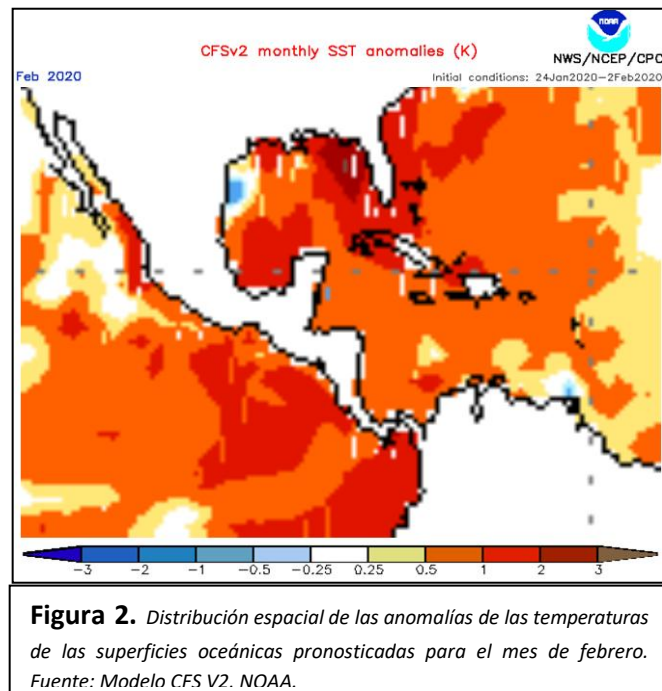 NOAA
CFSv2 monthly SST anomalies (K)
NWS/NCEP/CPC
Feb 2020
Initial conditions: 24Jan2020-2Feb2020
-3 -2 -1 -0.5 -0.25 0.25 0.5 1 2 3
Figura 2. Distribución espacial de las anomalías de las temperaturas
de las superficies oceánicas pronosticadas para el mes de febrero.
Fuente: Modelo CFS V2. NOAA.